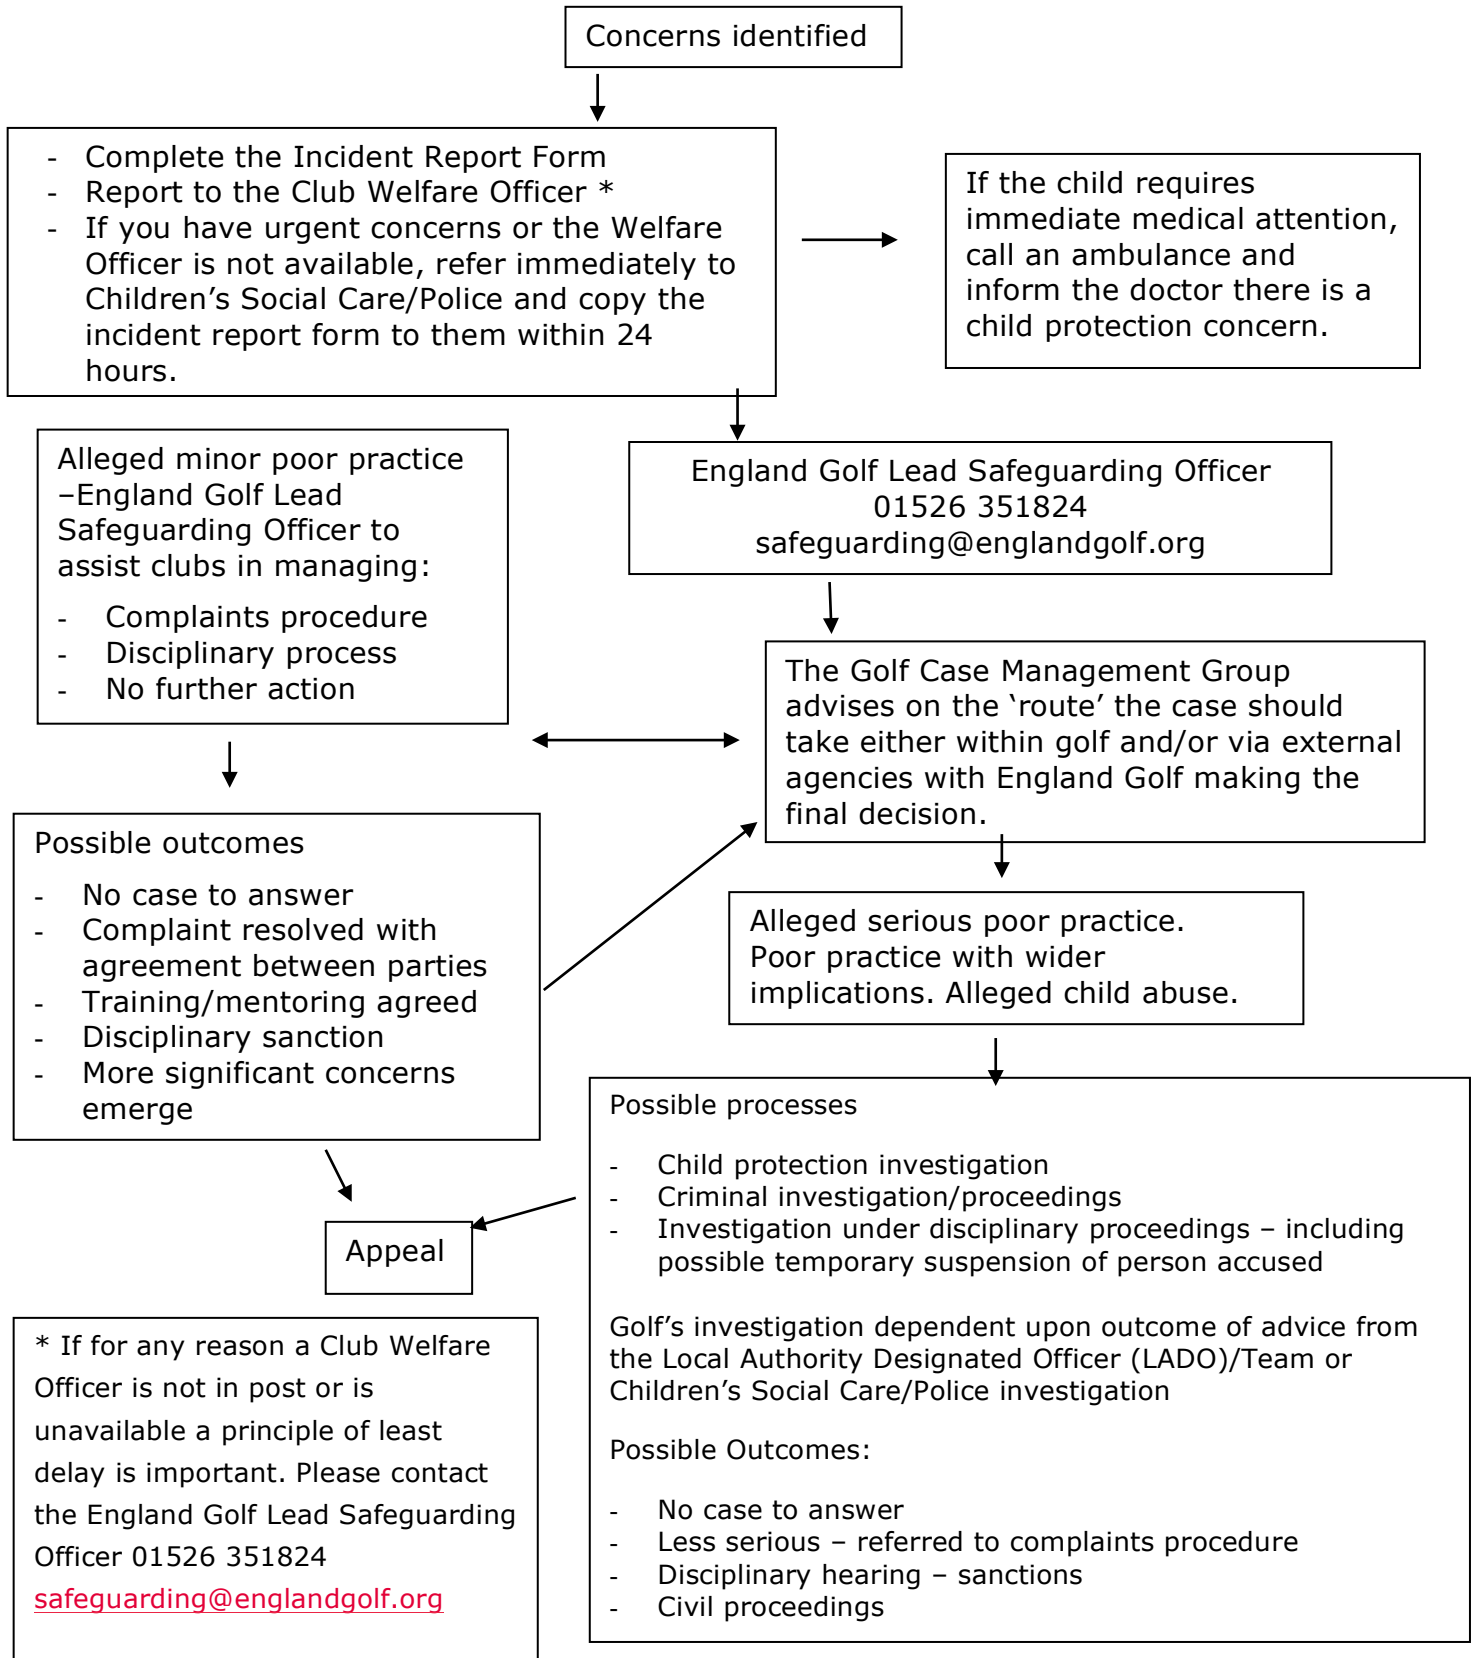 Concerns identified
- Complete the Incident Report Form
- Report to the Club Welfare Officer *
- If you have urgent concerns or the Welfare
Officer is not available, refer immediately to
Children’s Social Care/Police and copy the
incident report form to them within 24
hours.
If the child requires
immediate medical attention,
call an ambulance and
inform the doctor there is a
child protection concern.
Alleged minor poor practice
–England Golf Lead
Safeguarding Officer to
assist clubs in managing:
- Complaints procedure
- Disciplinary process
- No further action
England Golf Lead Safeguarding Officer
01526 351824
safeguarding@englandgolf.org
The Golf Case Management Group
advises on the ‘route’ the case should
take either within golf and/or via external
agencies with England Golf making the
final decision.
Possible outcomes
- No case to answer
- Complaint resolved with
agreement between parties
- Training/mentoring agreed
- Disciplinary sanction
- More significant concerns
emerge
Alleged serious poor practice.
Poor practice with wider
implications. Alleged child abuse.
Possible processes
- Child protection investigation
- Criminal investigation/proceedings
- Investigation under disciplinary proceedings – including
possible temporary suspension of person accused
Golf’s investigation dependent upon outcome of advice from
the Local Authority Designated Officer (LADO)/Team or
Children’s Social Care/Police investigation
Possible Outcomes:
- No case to answer
- Less serious – referred to complaints procedure
- Disciplinary hearing – sanctions
- Civil proceedings
Appeal
* If for any reason a Club Welfare
Officer is not in post or is
unavailable a principle of least
delay is important. Please contact
the England Golf Lead Safeguarding
Officer 01526 351824
safeguarding@englandgolf.org